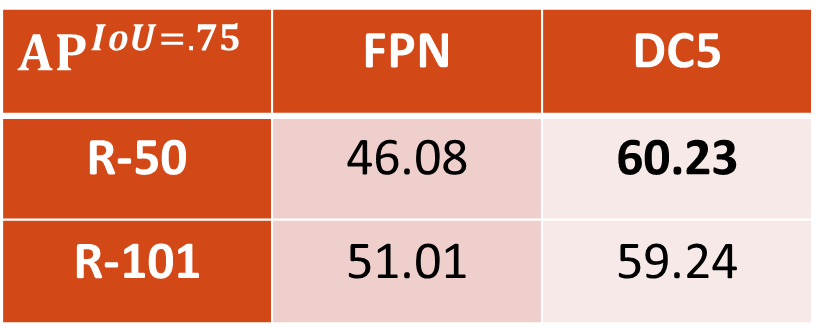 AP^IoU=.75 FPN DC5
R-50 46.08 60.23
R-101 51.01 59.24